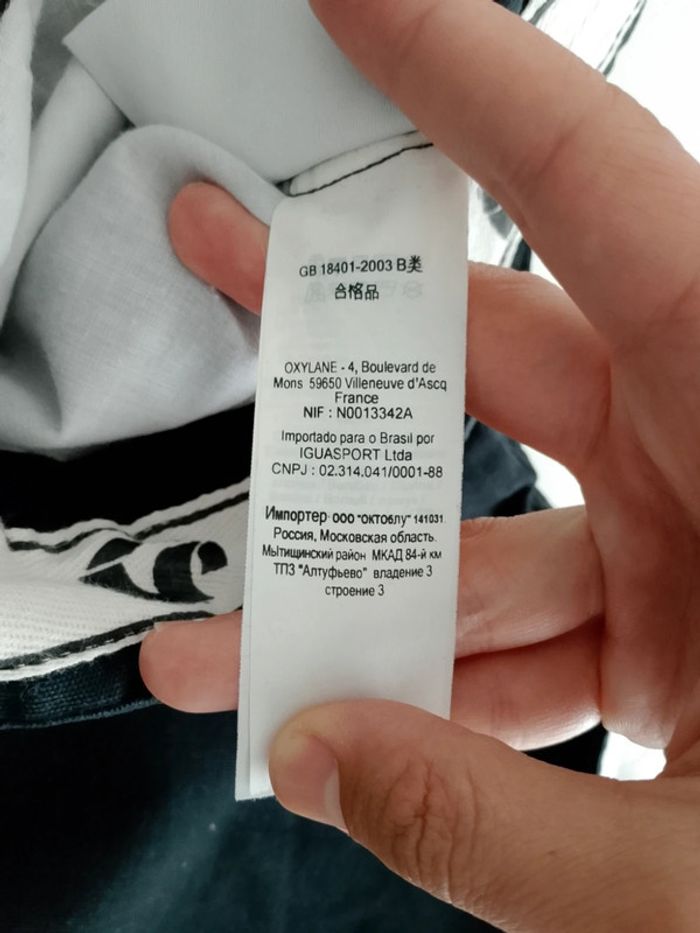 GB 18401-2003 B类
合格品
OXYLANE - 4, Boulevard de
Mons 59650 Villeneuve d'Ascq
France
NIF : N0013342A
Importado para o Brasil por
IGUASPORT Ltda
CNPJ : 02.314.041/0001-88
Импортер ООО "ОКТОБЛУ" 141031.
Россия, Московская область.
Мытищинский район МКАД 84-й км
ТПЗ "Алтуфьево" владение 3
строение 3